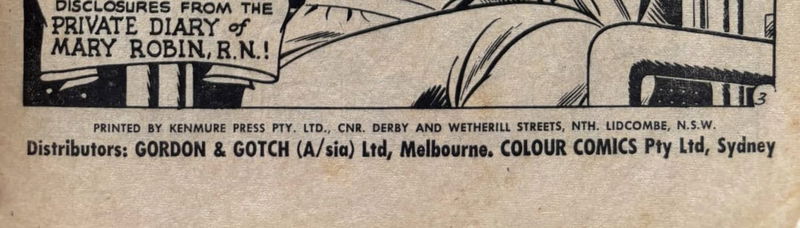 DISCLOSURES FROM THE
PRIVATE DIARY of
MARY ROBIN, R.N.!
3
PRINTED BY KENMURE PRESS PTY. LTD., CNR. DERBY AND WETHERILL STREETS, NTH. LIDCOMBE, N.S.W.
Distributors: GORDON & GOTCH (A/sia) Ltd, Melbourne. COLOUR COMICS Pty Ltd, Sydney